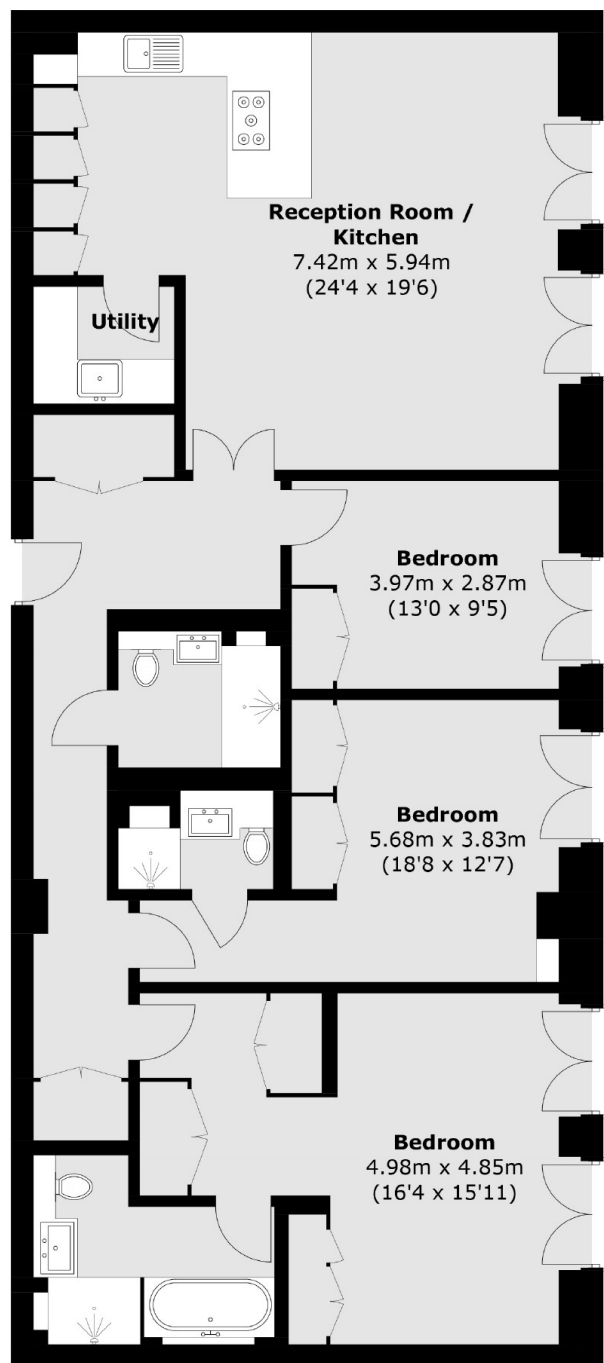 Reception Room /
Kitchen
7.42m x 5.94m
(24'4 x 19'6)
Utility
Bedroom
3.97m x 2.87m
(13'0 x 9'5)
Bedroom
5.68m x 3.83m
(18'8 x 12'7)
Bedroom
4.98m x 4.85m
(16'4 x 15'11)